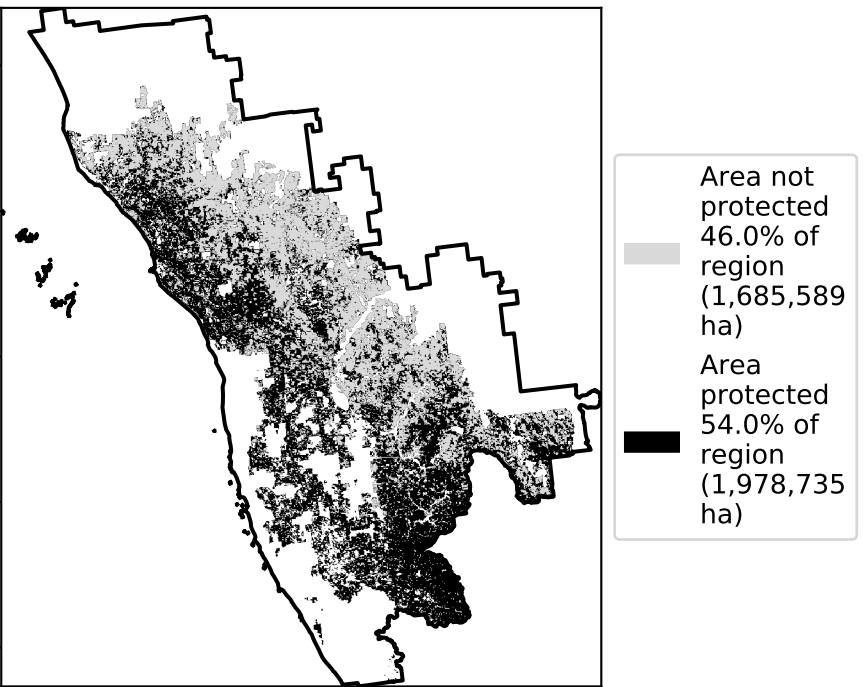 Area not
protected
46.0% of
region
(1,685,589
ha)
Area
protected
54.0% of
region
(1,978,735
ha)